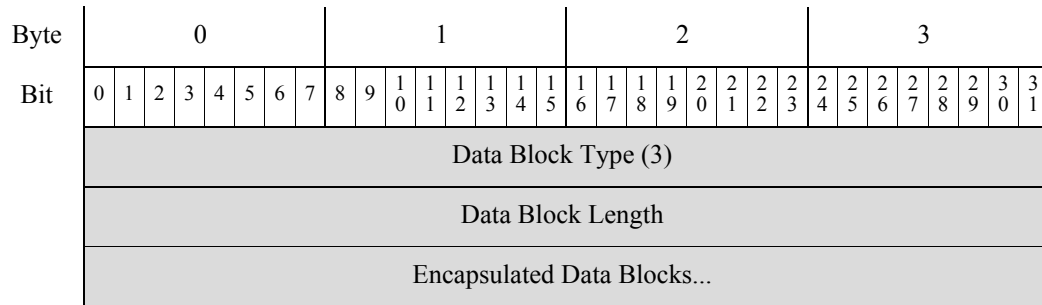 Byte 0 1 2 3
Bit 0 1 2 3 4 5 6 7 8 9 10 11 12 13 14 15 16 17 18 19 20 21 22 23 24 25 26 27 28 29 30 31
Data Block Type (3)
Data Block Length
Encapsulated Data Blocks...